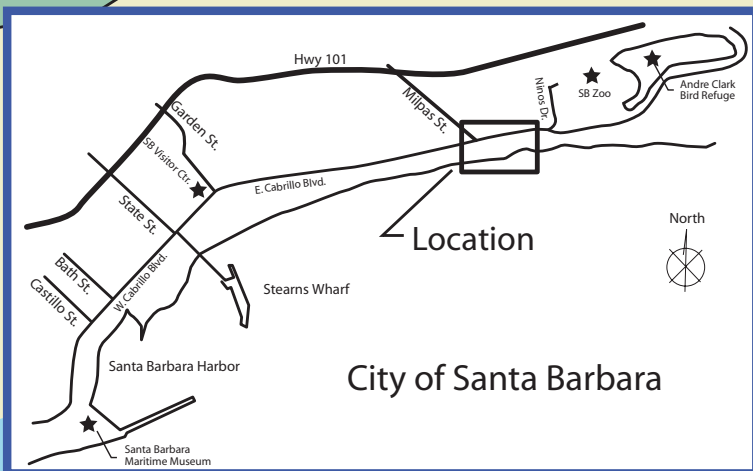 Hwy 101
Milpas St.
Ninos Dr.
SB Zoo
Andre Clark
Bird Refuge
Garden St.
SB Visitor Ctr.
State St.
E. Cabrillo Blvd.
Location
North
Bath St.
Castillo St.
W. Cabrillo Blvd.
Stearns Wharf
Santa Barbara Harbor
City of Santa Barbara
Santa Barbara
Maritime Museum